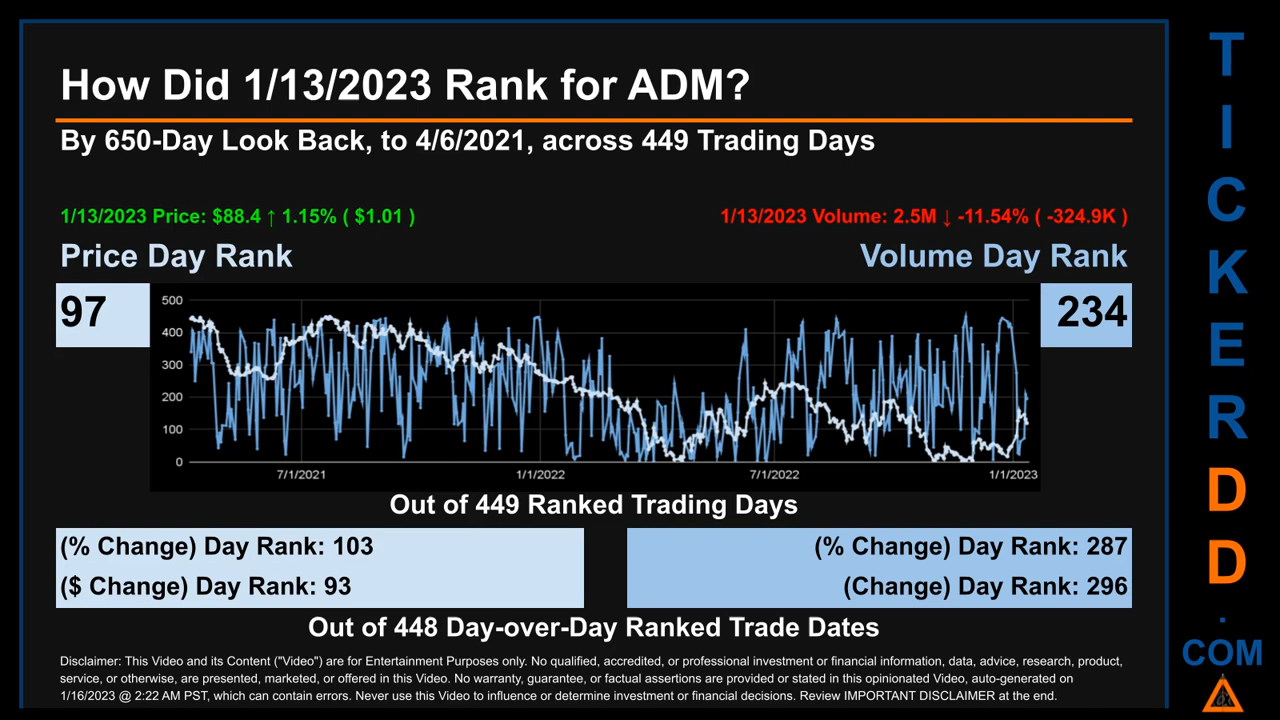 How Did 1/13/2023 Rank for ADM?
By 650-Day Look Back, to 4/6/2021, across 449 Trading Days
1/13/2023 Price: $88.4 ↑ 1.15% ( $1.01 )
1/13/2023 Volume: 2.5M ↓ -11.54% ( -324.9K )
Price Day Rank
Volume Day Rank
97
234
500
400
300
200
100
0
7/1/2021
1/1/2022
7/1/2022
1/1/2023
Out of 449 Ranked Trading Days
(% Change) Day Rank: 103
($ Change) Day Rank: 93
(% Change) Day Rank: 287
(Change) Day Rank: 296
Out of 448 Day-over-Day Ranked Trade Dates
Disclaimer: This Video and its Content ("Video") are for Entertainment Purposes only. No qualified, accredited, or professional investment or financial information, data, advice, research, product,
service, or otherwise, are presented, marketed, or offered in this Video. No warranty, guarantee, or factual assertions are provided or stated in this opinionated Video, auto-generated on
1/16/2023 @ 2:22 AM PST, which can contain errors. Never use this Video to influence or determine investment or financial decisions. Review IMPORTANT DISCLAIMER at the end.
T
I
C
K
E
R
D
D
.
COM